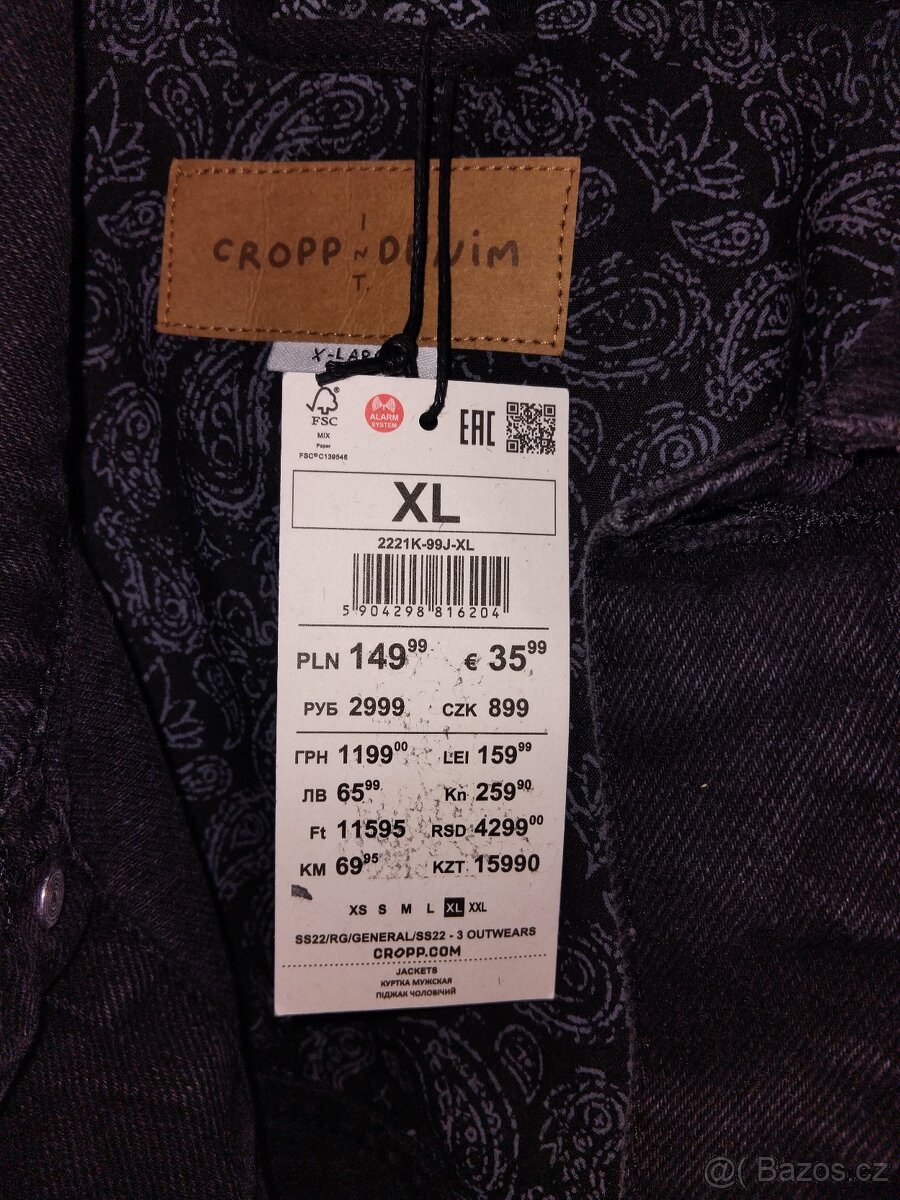 CROPP INT. DENiM
X-LAR
FSC®
MIX
Paper
FSC® C139546
ALARM
SYSTEM
EAC
XL
2221K-99J-XL
5 904298 816204
PLN 149 99 € 35 99
РУБ 2999 CZK 899
ГРН 1199 00 LEI 159 99
ЛВ 65 99 Kn 259 90
Ft 11595 RSD 4299 00
KM 69 95 KZT 15990
XS S M L XL XXL
SS22/RG/GENERAL/SS22 - 3 OUTWEARS
CROPP.COM
JACKETS
КУРТКА МУЖСКАЯ
ПІДЖАК ЧОЛОВІЧИЙ
@( Bazos.cz